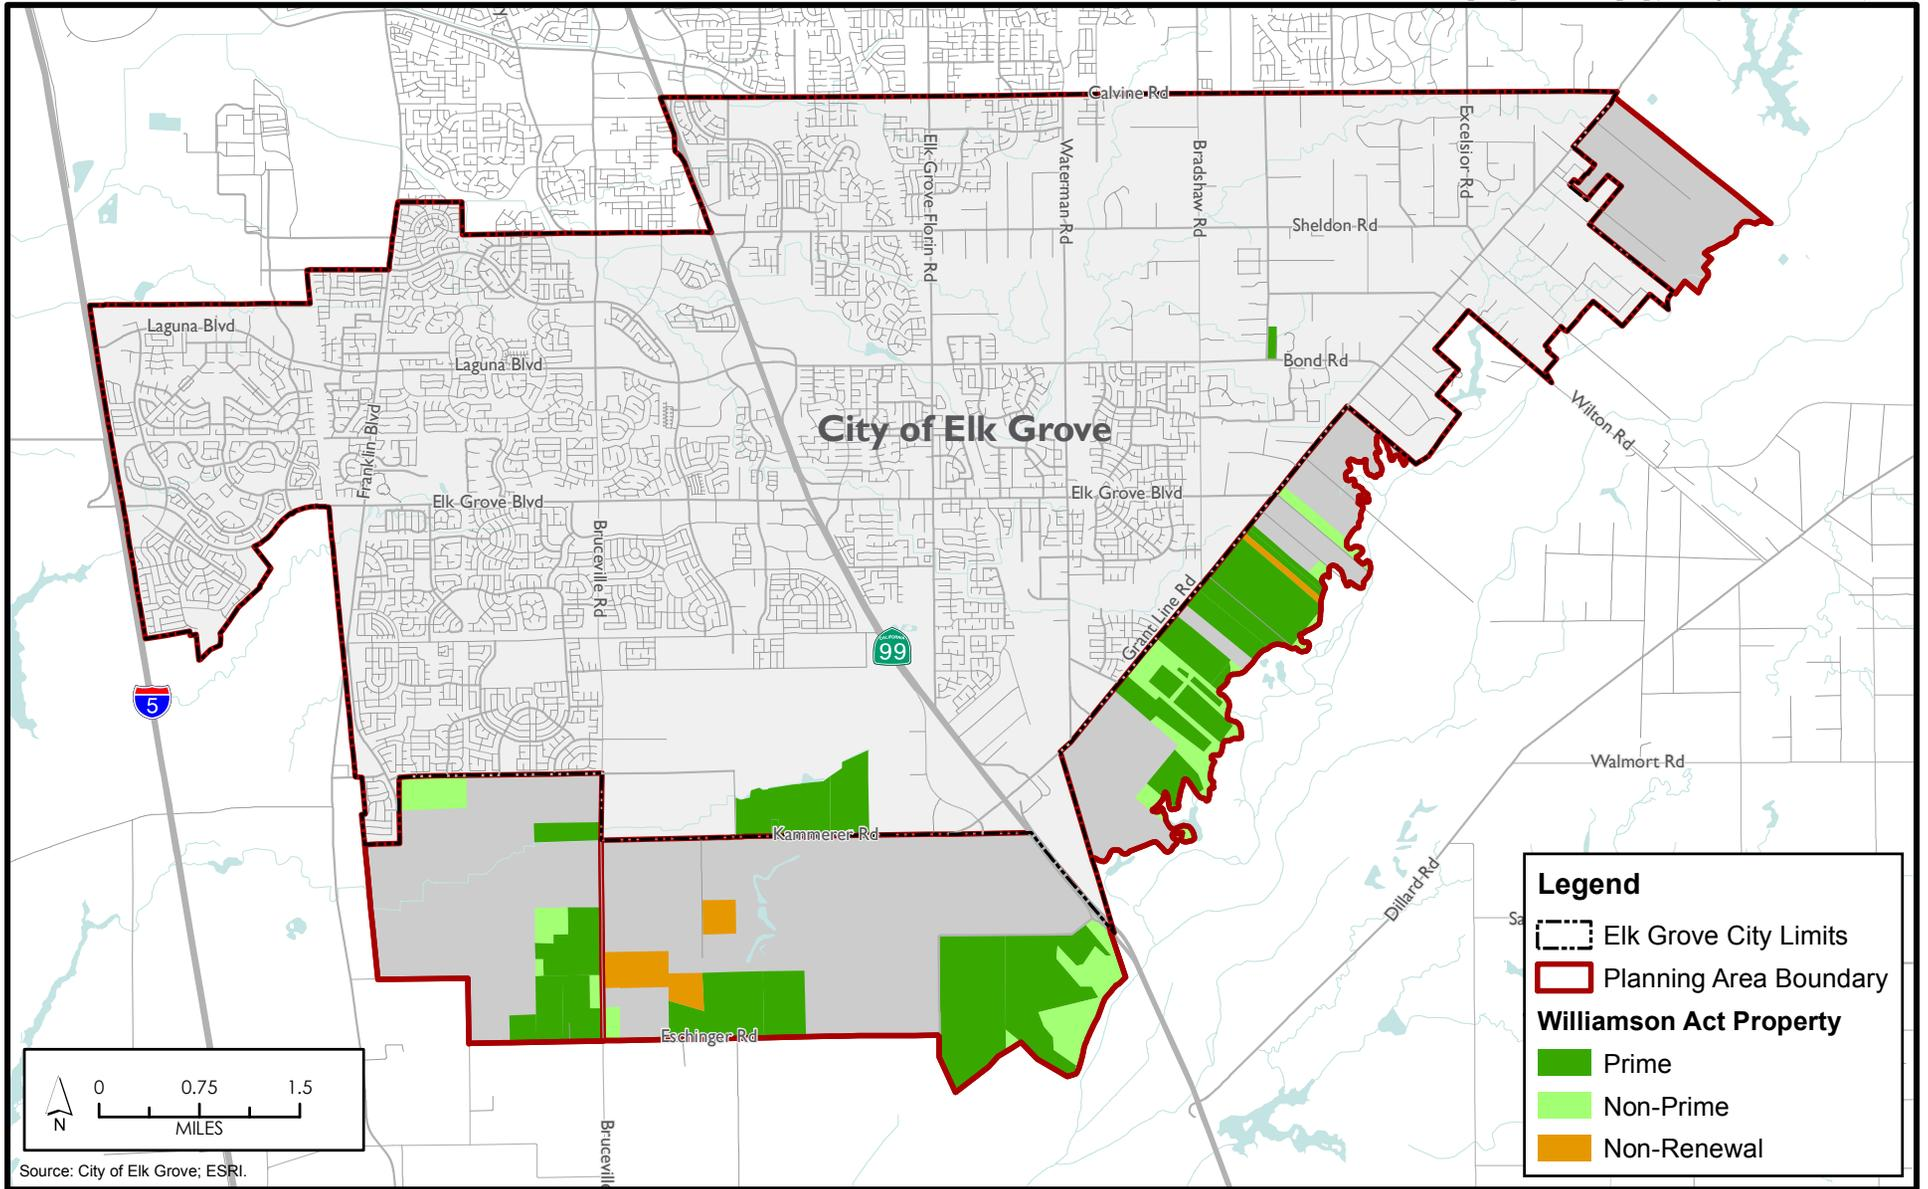 Calvine Rd
Elk Grove Florin Rd
Waterman Rd
Bradshaw Rd
Excelsior Rd
Sheldon Rd
Laguna Blvd
Laguna Blvd
Bond Rd
City of Elk Grove
Wilton Rd
Franklin Blvd
Elk Grove Blvd
Elk Grove Blvd
Bruceville Rd
Grant Line Rd
CALIFORNIA
99
5
Walmort Rd
Kammerer Rd
Dillard Rd
Eschinger Rd
Legend
Elk Grove City Limits
Planning Area Boundary
Williamson Act Property
Prime
Non-Prime
Non-Renewal
N
0 0.75 1.5
MILES
Source: City of Elk Grove; ESRI.